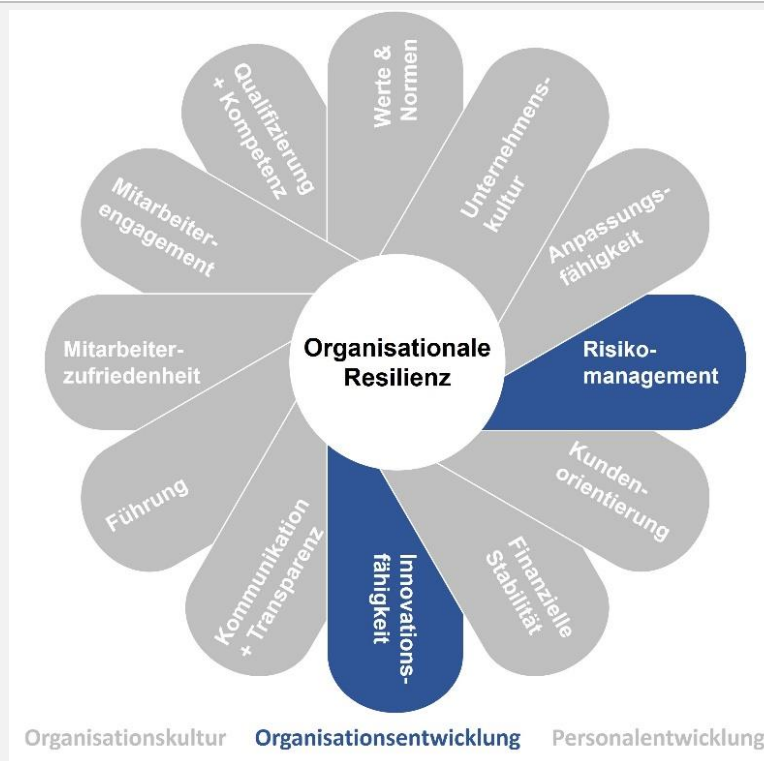 Werte &
Normen
Unternehmens-
kultur
Anpassungs-
fähigkeit
Risiko-
management
Kunden-
orientierung
Finanzielle
Stabilität
Innovations-
fähigkeit
Kommunikation
+ Transparenz
Führung
Mitarbeiter-
zufriedenheit
Mitarbeiter-
engagement
Qualifizierung
+ Kompetenz
Organisationale
Resilienz
Organisationskultur Organisationsentwicklung Personalentwicklung